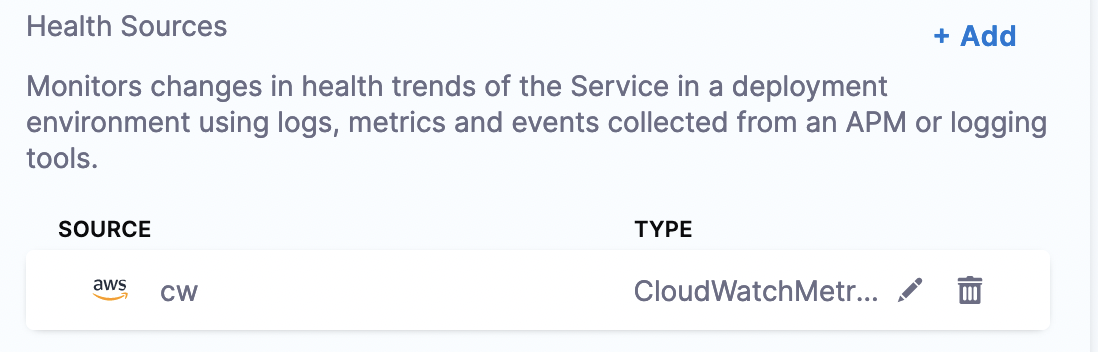 Health Sources
+ Add
Monitors changes in health trends of the Service in a deployment
environment using logs, metrics and events collected from an APM or logging
tools.
SOURCE TYPE
aws cw CloudWatchMetr...